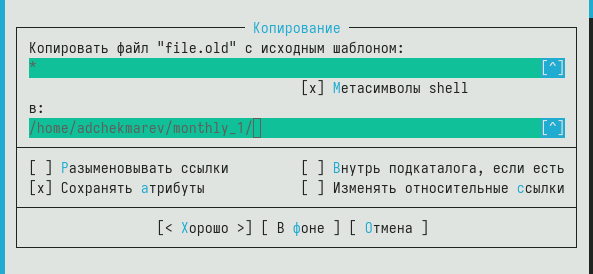 Копирование
Копировать файл "file.old" с исходным шаблоном:
* [^]
[x] Метасимволы shell
в:
/home/adchekmarev/monthly_1/ [^]
[ ] Разыменовывать ссылки [ ] Внутрь подкаталога, если есть
[x] Сохранять атрибуты [ ] Изменять относительные ссылки
[< Хорошо >] [ В фоне ] [ Отмена ]